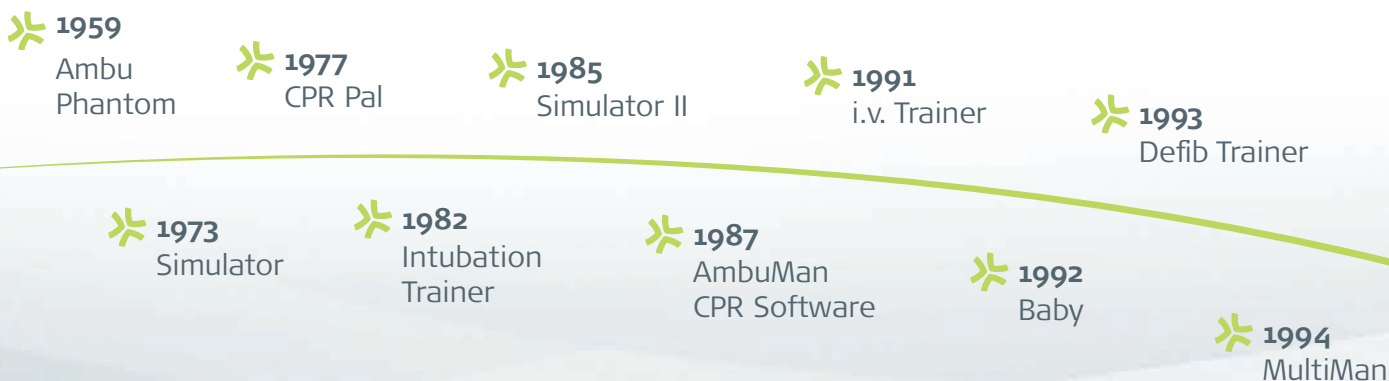 1959
Ambu
Phantom
1973
Simulator
1977
CPR Pal
1982
Intubation
Trainer
1985
Simulator II
1987
AmbuMan
CPR Software
1991
i.v. Trainer
1992
Baby
1993
Defib Trainer
1994
MultiMan